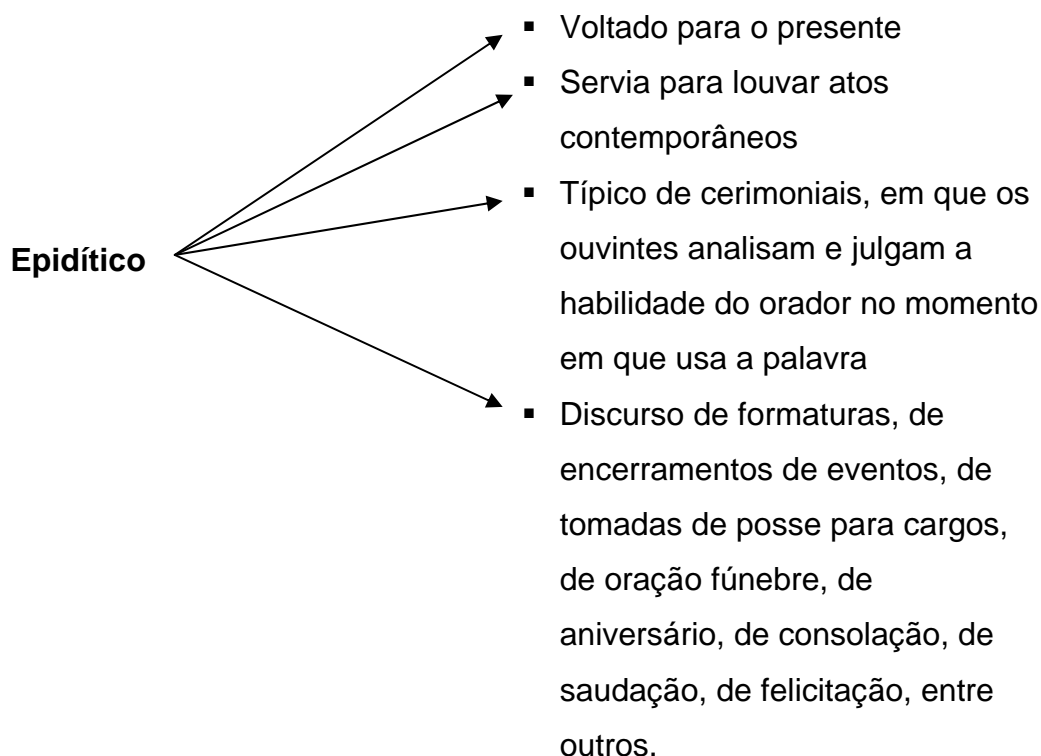 Epidítico
▪ Voltado para o presente
▪ Servia para louvar atos
contemporâneos
▪ Típico de cerimoniais, em que os
ouvintes analisam e julgam a
habilidade do orador no momento
em que usa a palavra
▪ Discurso de formaturas, de
encerramentos de eventos, de
tomadas de posse para cargos,
de oração fúnebre, de
aniversário, de consolação, de
saudação, de felicitação, entre
outros.